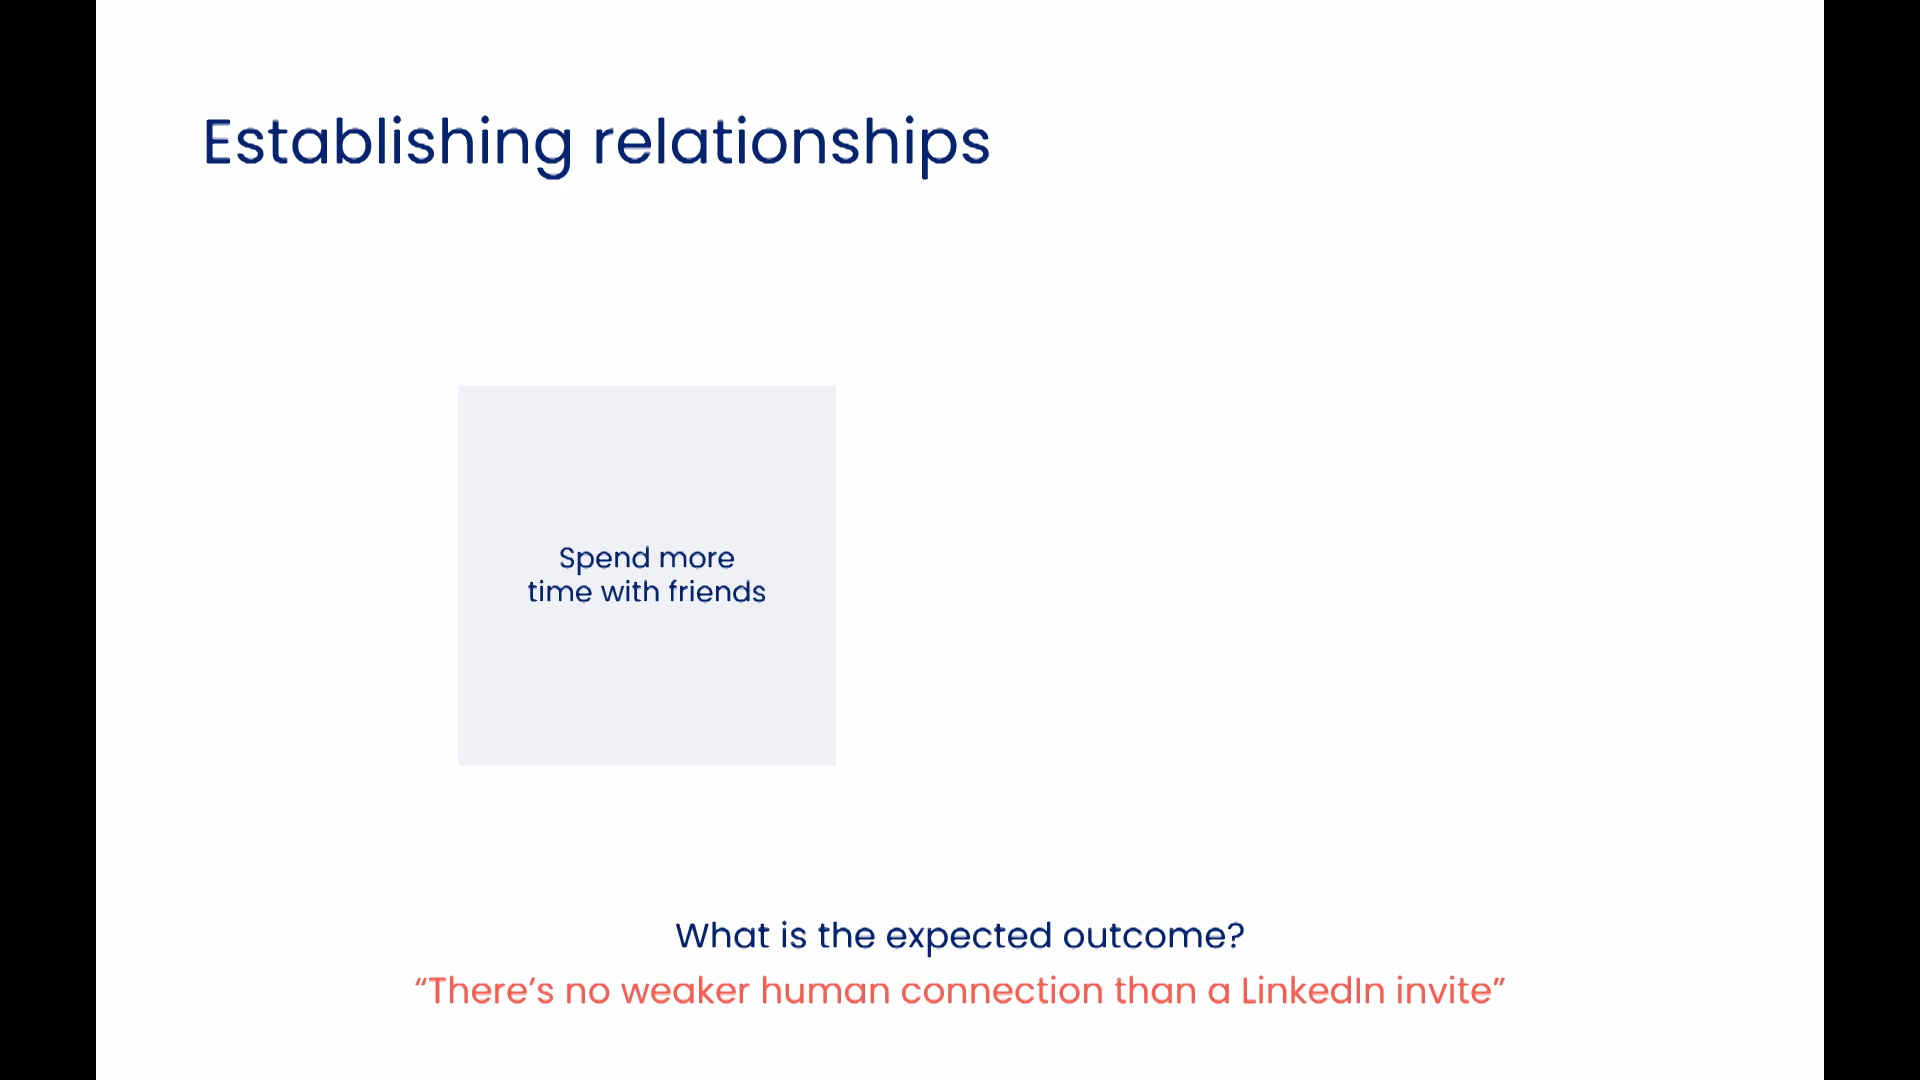 Establishing relationships
Spend more
time with friends
What is the expected outcome?
“There’s no weaker human connection than a LinkedIn invite”